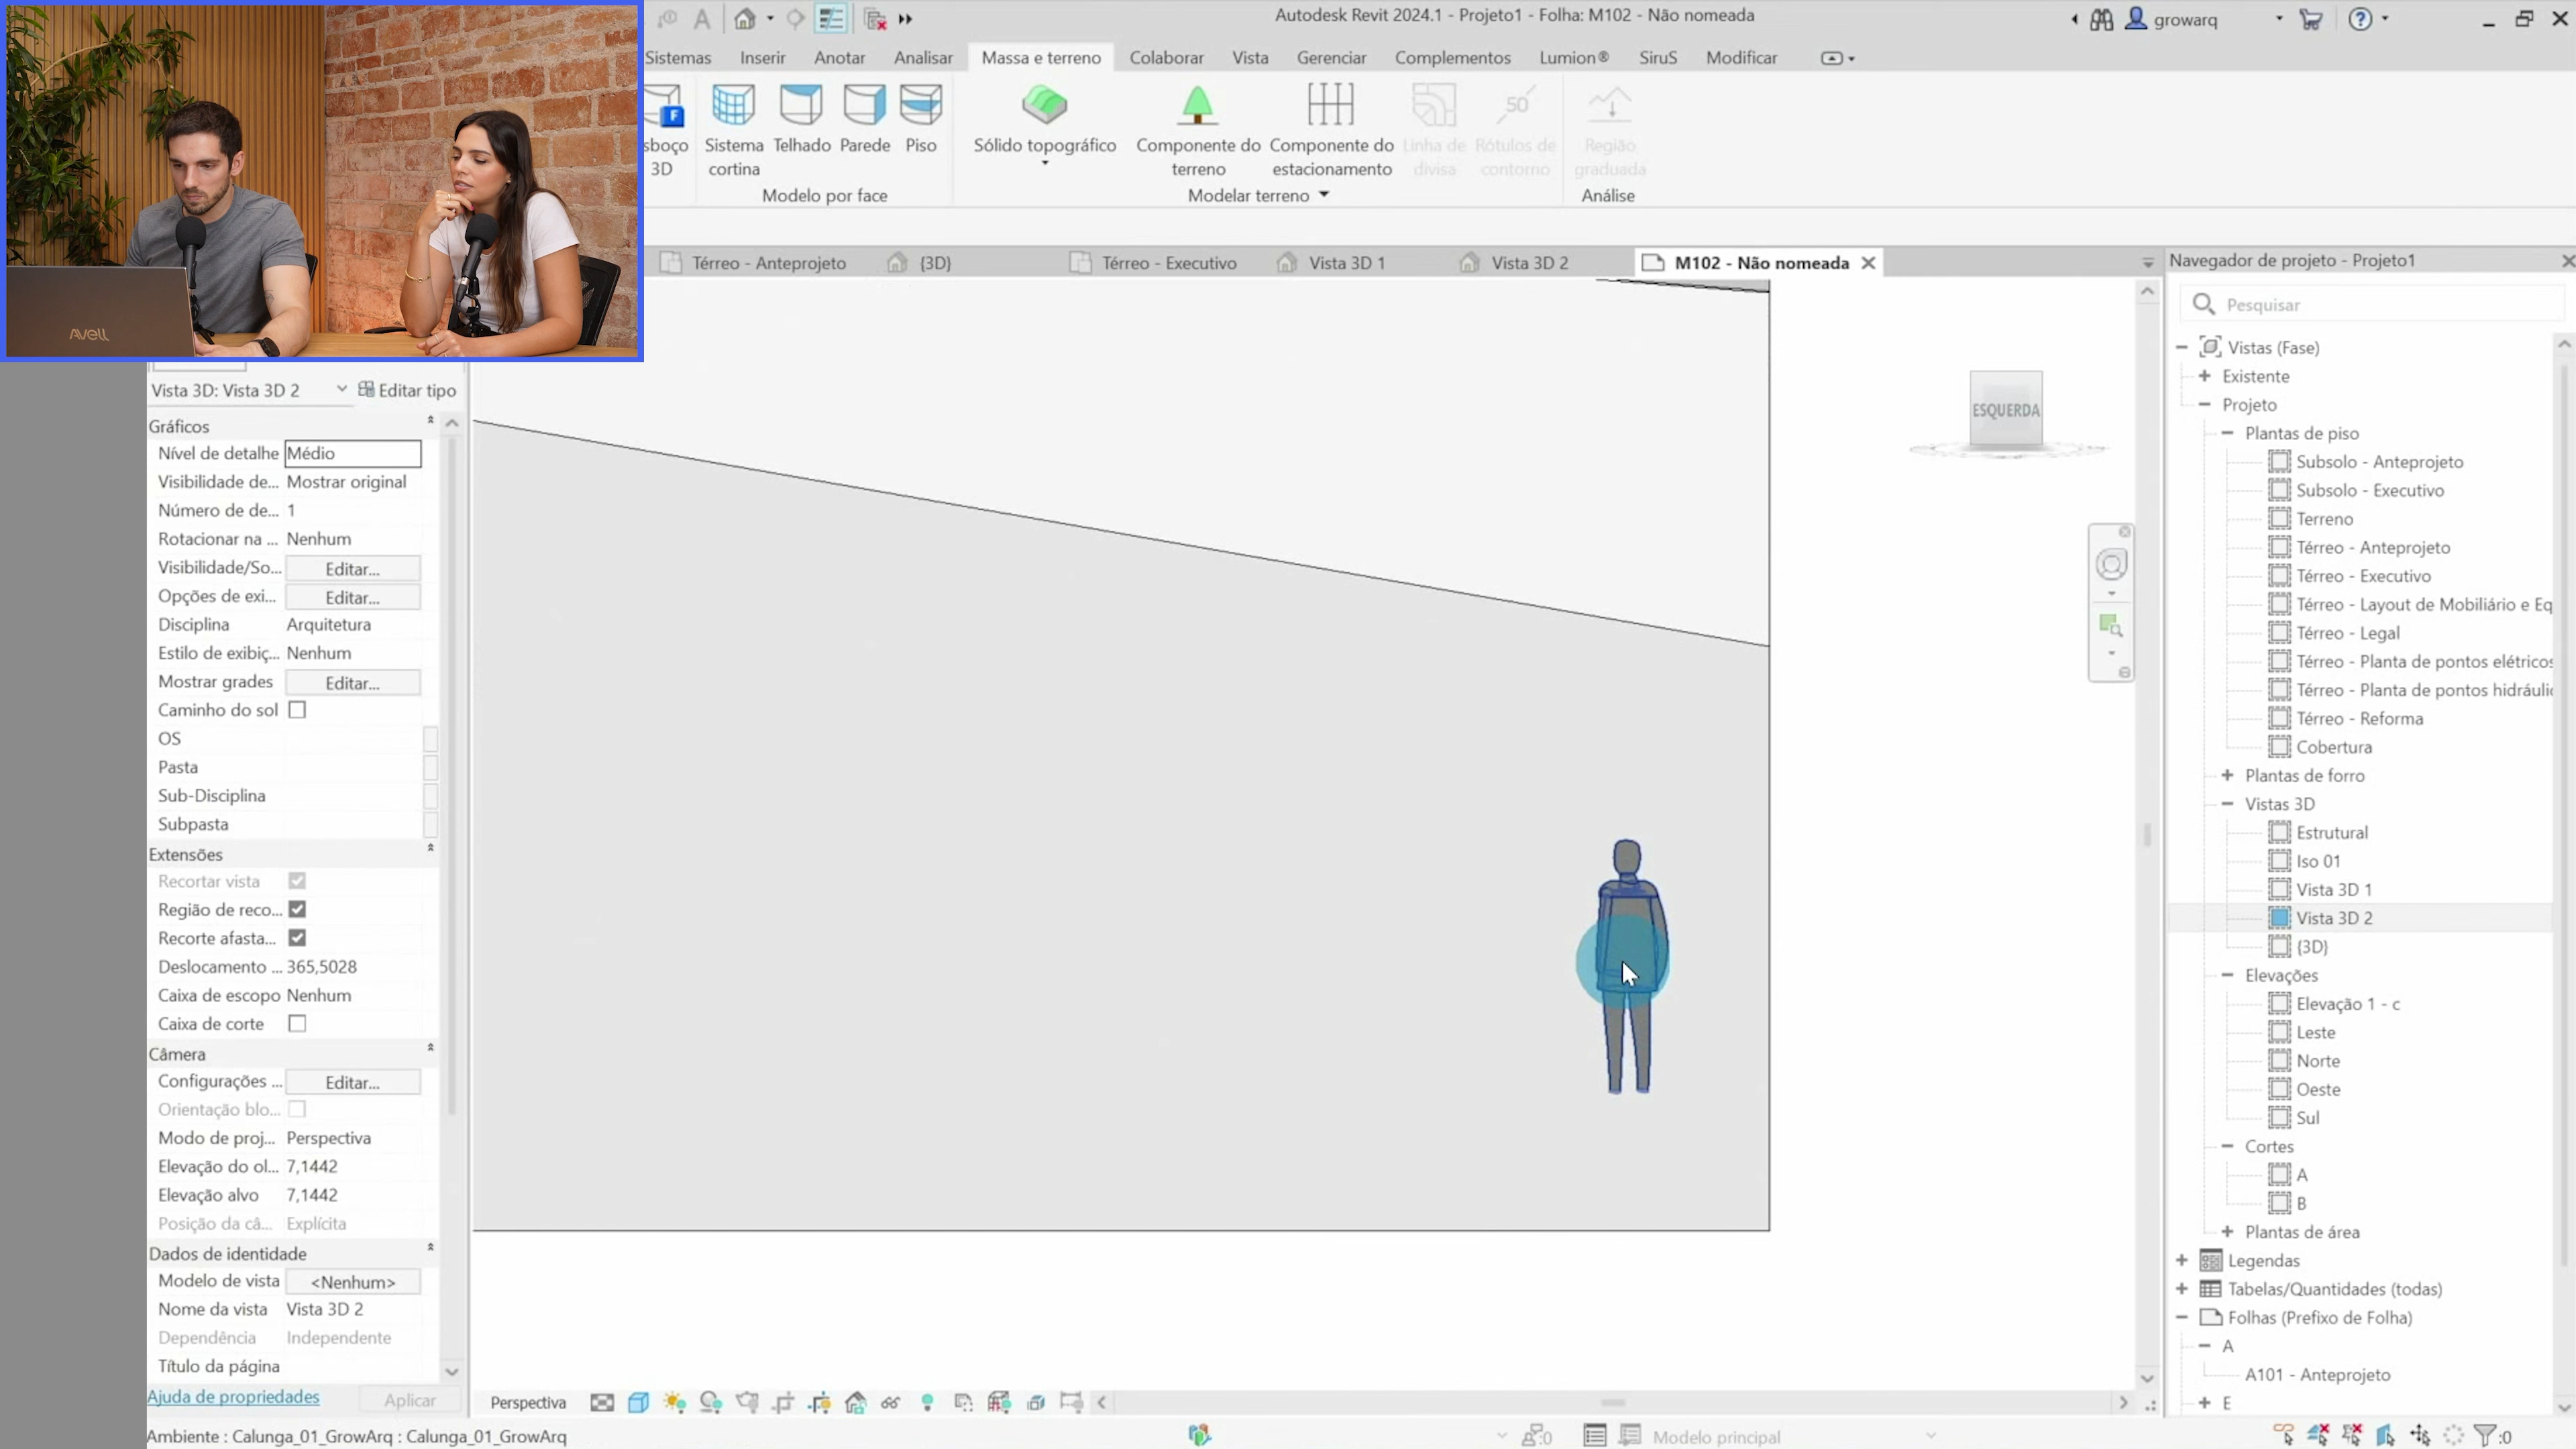 Autodesk Revit 2024.1 - Projeto1 - Folha: M102 - Não nomeada
growarq
Sistemas Inserir Anotar Analisar Massa e terreno Colaborar Vista Gerenciar Complementos Lumion® SiruS Modificar
3D
Sistema cortina
Telhado
Parede
Piso
Sólido topográfico
Componente do terreno
Componente do estacionamento
Linha de divisa
50
Rótulos de contorno
Região graduada
Modelo por face
Modelar terreno
Análise
Avell
Térreo - Anteprojeto
{3D}
Térreo - Executivo
Vista 3D 1
Vista 3D 2
M102 - Não nomeada
Vista 3D: Vista 3D 2 Editar tipo
Gráficos
Nível de detalhe Médio
Visibilidade de... Mostrar original
Número de de... 1
Rotacionar na ... Nenhum
Visibilidade/So... Editar...
Opções de exi... Editar...
Disciplina Arquitetura
Estilo de exibiç... Nenhum
Mostrar grades Editar...
Caminho do sol
OS
Pasta
Sub-Disciplina
Subpasta
Extensões
Recortar vista
Região de reco...
Recorte afasta...
Deslocamento ... 365,5028
Caixa de escopo Nenhum
Caixa de corte
Câmera
Configurações ... Editar...
Orientação blo...
Modo de proj... Perspectiva
Elevação do ol... 7,1442
Elevação alvo 7,1442
Posição da câ... Explícita
Dados de identidade
Modelo de vista <Nenhum>
Nome da vista Vista 3D 2
Dependência Independente
Título da página
Ajuda de propriedades Aplicar
ESQUERDA
Navegador de projeto - Projeto1
Pesquisar
Vistas (Fase)
Existente
Projeto
Plantas de piso
Subsolo - Anteprojeto
Subsolo - Executivo
Terreno
Térreo - Anteprojeto
Térreo - Executivo
Térreo - Layout de Mobiliário e Eq
Térreo - Legal
Térreo - Planta de pontos elétricos
Térreo - Planta de pontos hidráuli
Térreo - Reforma
Cobertura
Plantas de forro
Vistas 3D
Estrutural
Iso 01
Vista 3D 1
Vista 3D 2
{3D}
Elevações
Elevação 1 - c
Leste
Norte
Oeste
Sul
Cortes
A
B
Plantas de área
Legendas
Tabelas/Quantidades (todas)
Folhas (Prefixo de Folha)
A
A101 - Anteprojeto
E
Perspectiva
Ambiente : Calunga_01_GrowArq : Calunga_01_GrowArq
:0
Modelo principal
:0